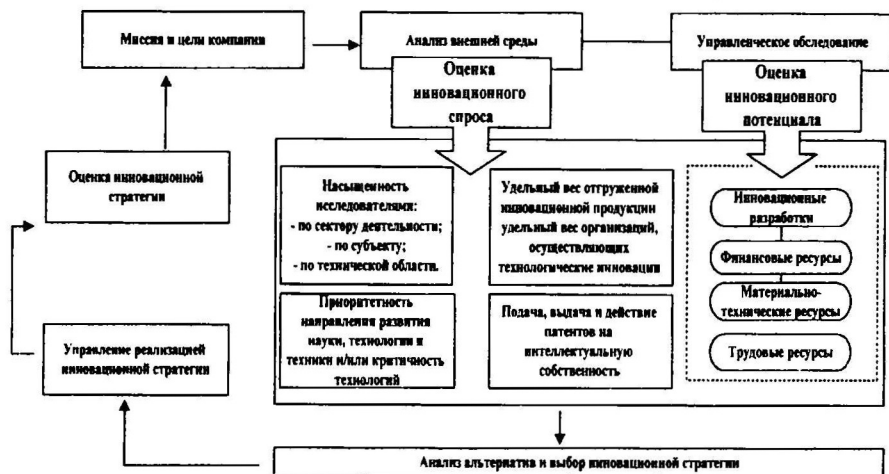 Миссия и цели компании
Анализ внешней среды
Управленческое обследование
Оценка
инновационного
спроса
Оценка
инновационного
потенциала
Оценка инновационной
стратегии
Насыщенность
исследователями:
- по сектору деятельности;
- по субъекту;
- по технической области.
Удельный вес отгруженной
инновационной продукции
удельный вес организаций,
осуществляющих
технологические инновации
Инновационные
разработки
Финансовые ресурсы
Материально-
технические ресурсы
Трудовые ресурсы
Приоритетность
направления развития
науки, технологии и
техники и/или критичность
технологий
Подача, выдача и действие
патентов на
интеллектуальную
собственность
Управление реализацией
инновационной стратегии
Анализ альтернатив и выбор инновационной стратегии